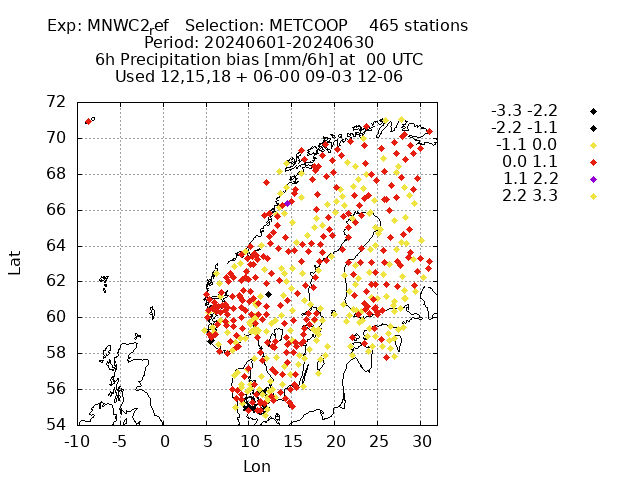 Exp: MNWC2ref   Selection: METCOOP    465 stations
Period: 20240601-20240630
6h Precipitation bias [mm/6h] at  00 UTC
Used 12,15,18 + 06-00 09-03 12-06
-3.3 -2.2
-2.2 -1.1
-1.1 0.0
0.0 1.1
1.1 2.2
2.2 3.3
72
70
68
66
64
62
60
58
56
54
Lat
-10 -5 0 5 10 15 20 25 30
Lon